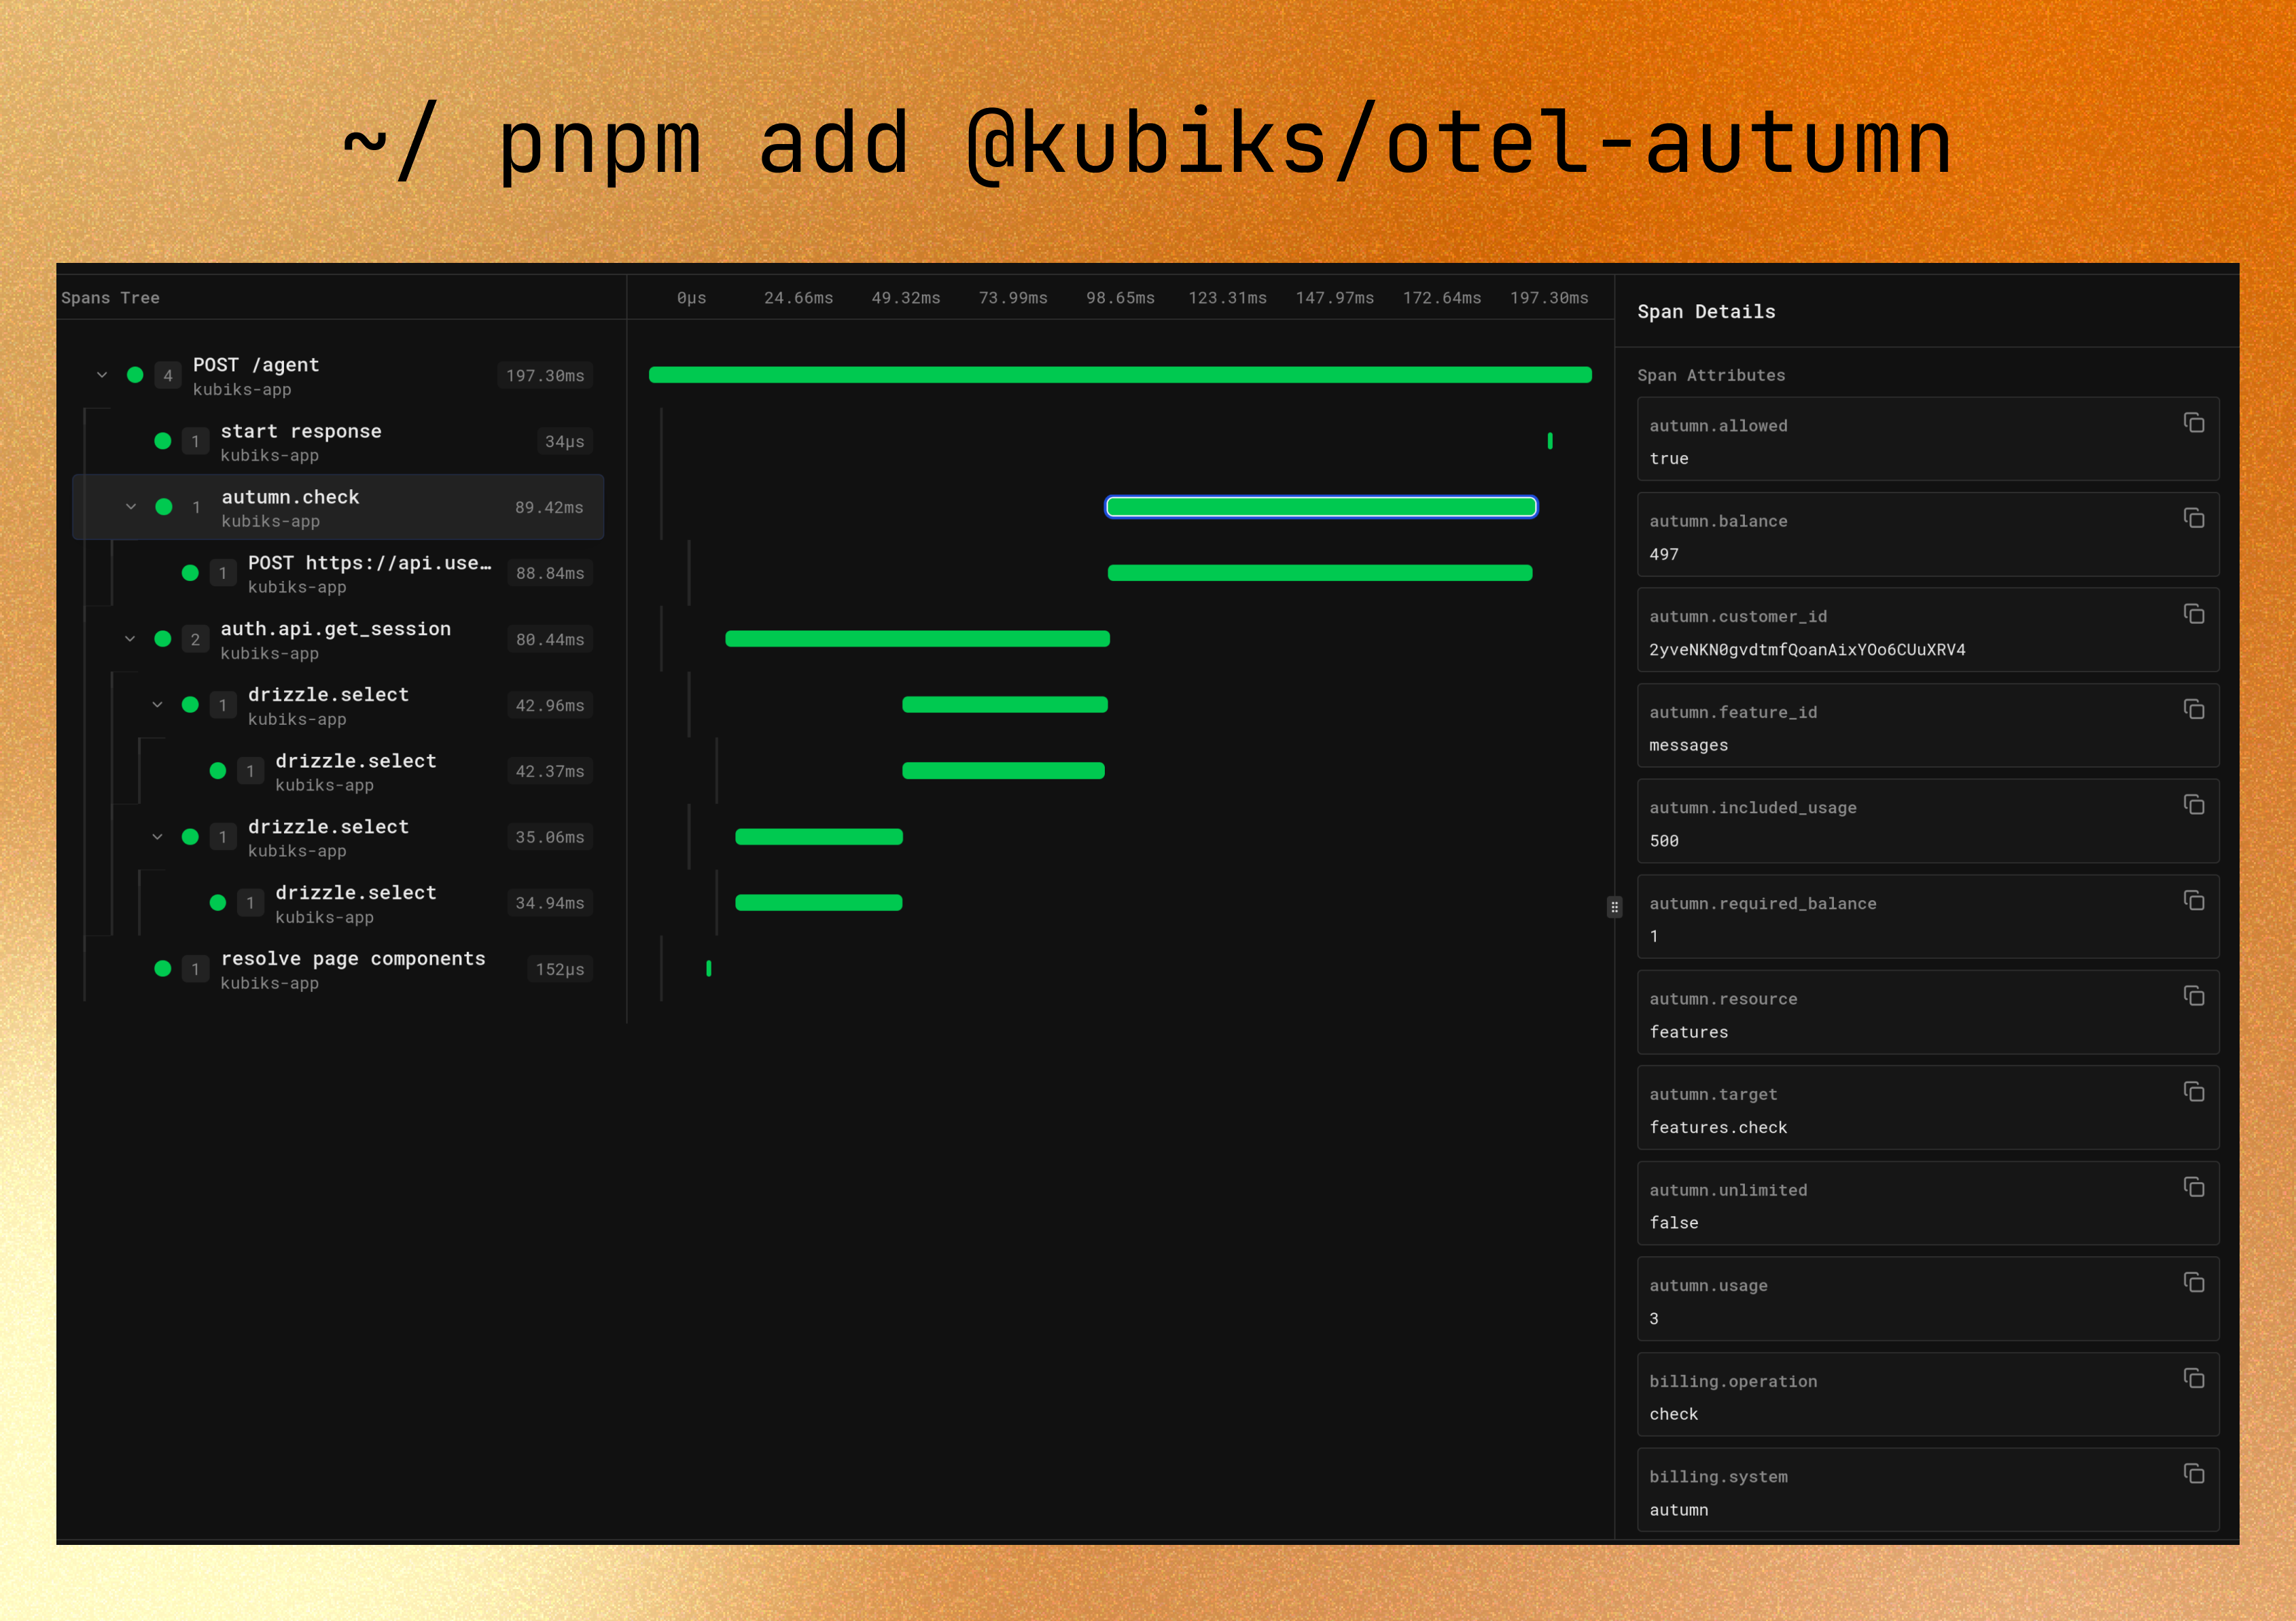 ~/ pnpm add @kubiks/otel-autumn
Spans Tree
0µs 24.66ms 49.32ms 73.99ms 98.65ms 123.31ms 147.97ms 172.64ms 197.30ms
4 POST /agent 197.30ms
kubiks-app
1 start response 34µs
kubiks-app
1 autumn.check 89.42ms
kubiks-app
1 POST https://api.use… 88.84ms
kubiks-app
2 auth.api.get_session 80.44ms
kubiks-app
1 drizzle.select 42.96ms
kubiks-app
1 drizzle.select 42.37ms
kubiks-app
1 drizzle.select 35.06ms
kubiks-app
1 drizzle.select 34.94ms
kubiks-app
1 resolve page components 152µs
kubiks-app
Span Details
Span Attributes
autumn.allowed
true
autumn.balance
497
autumn.customer_id
2yveNKN0gvdtmfQoanAixYOo6CUuXRV4
autumn.feature_id
messages
autumn.included_usage
500
autumn.required_balance
1
autumn.resource
features
autumn.target
features.check
autumn.unlimited
false
autumn.usage
3
billing.operation
check
billing.system
autumn